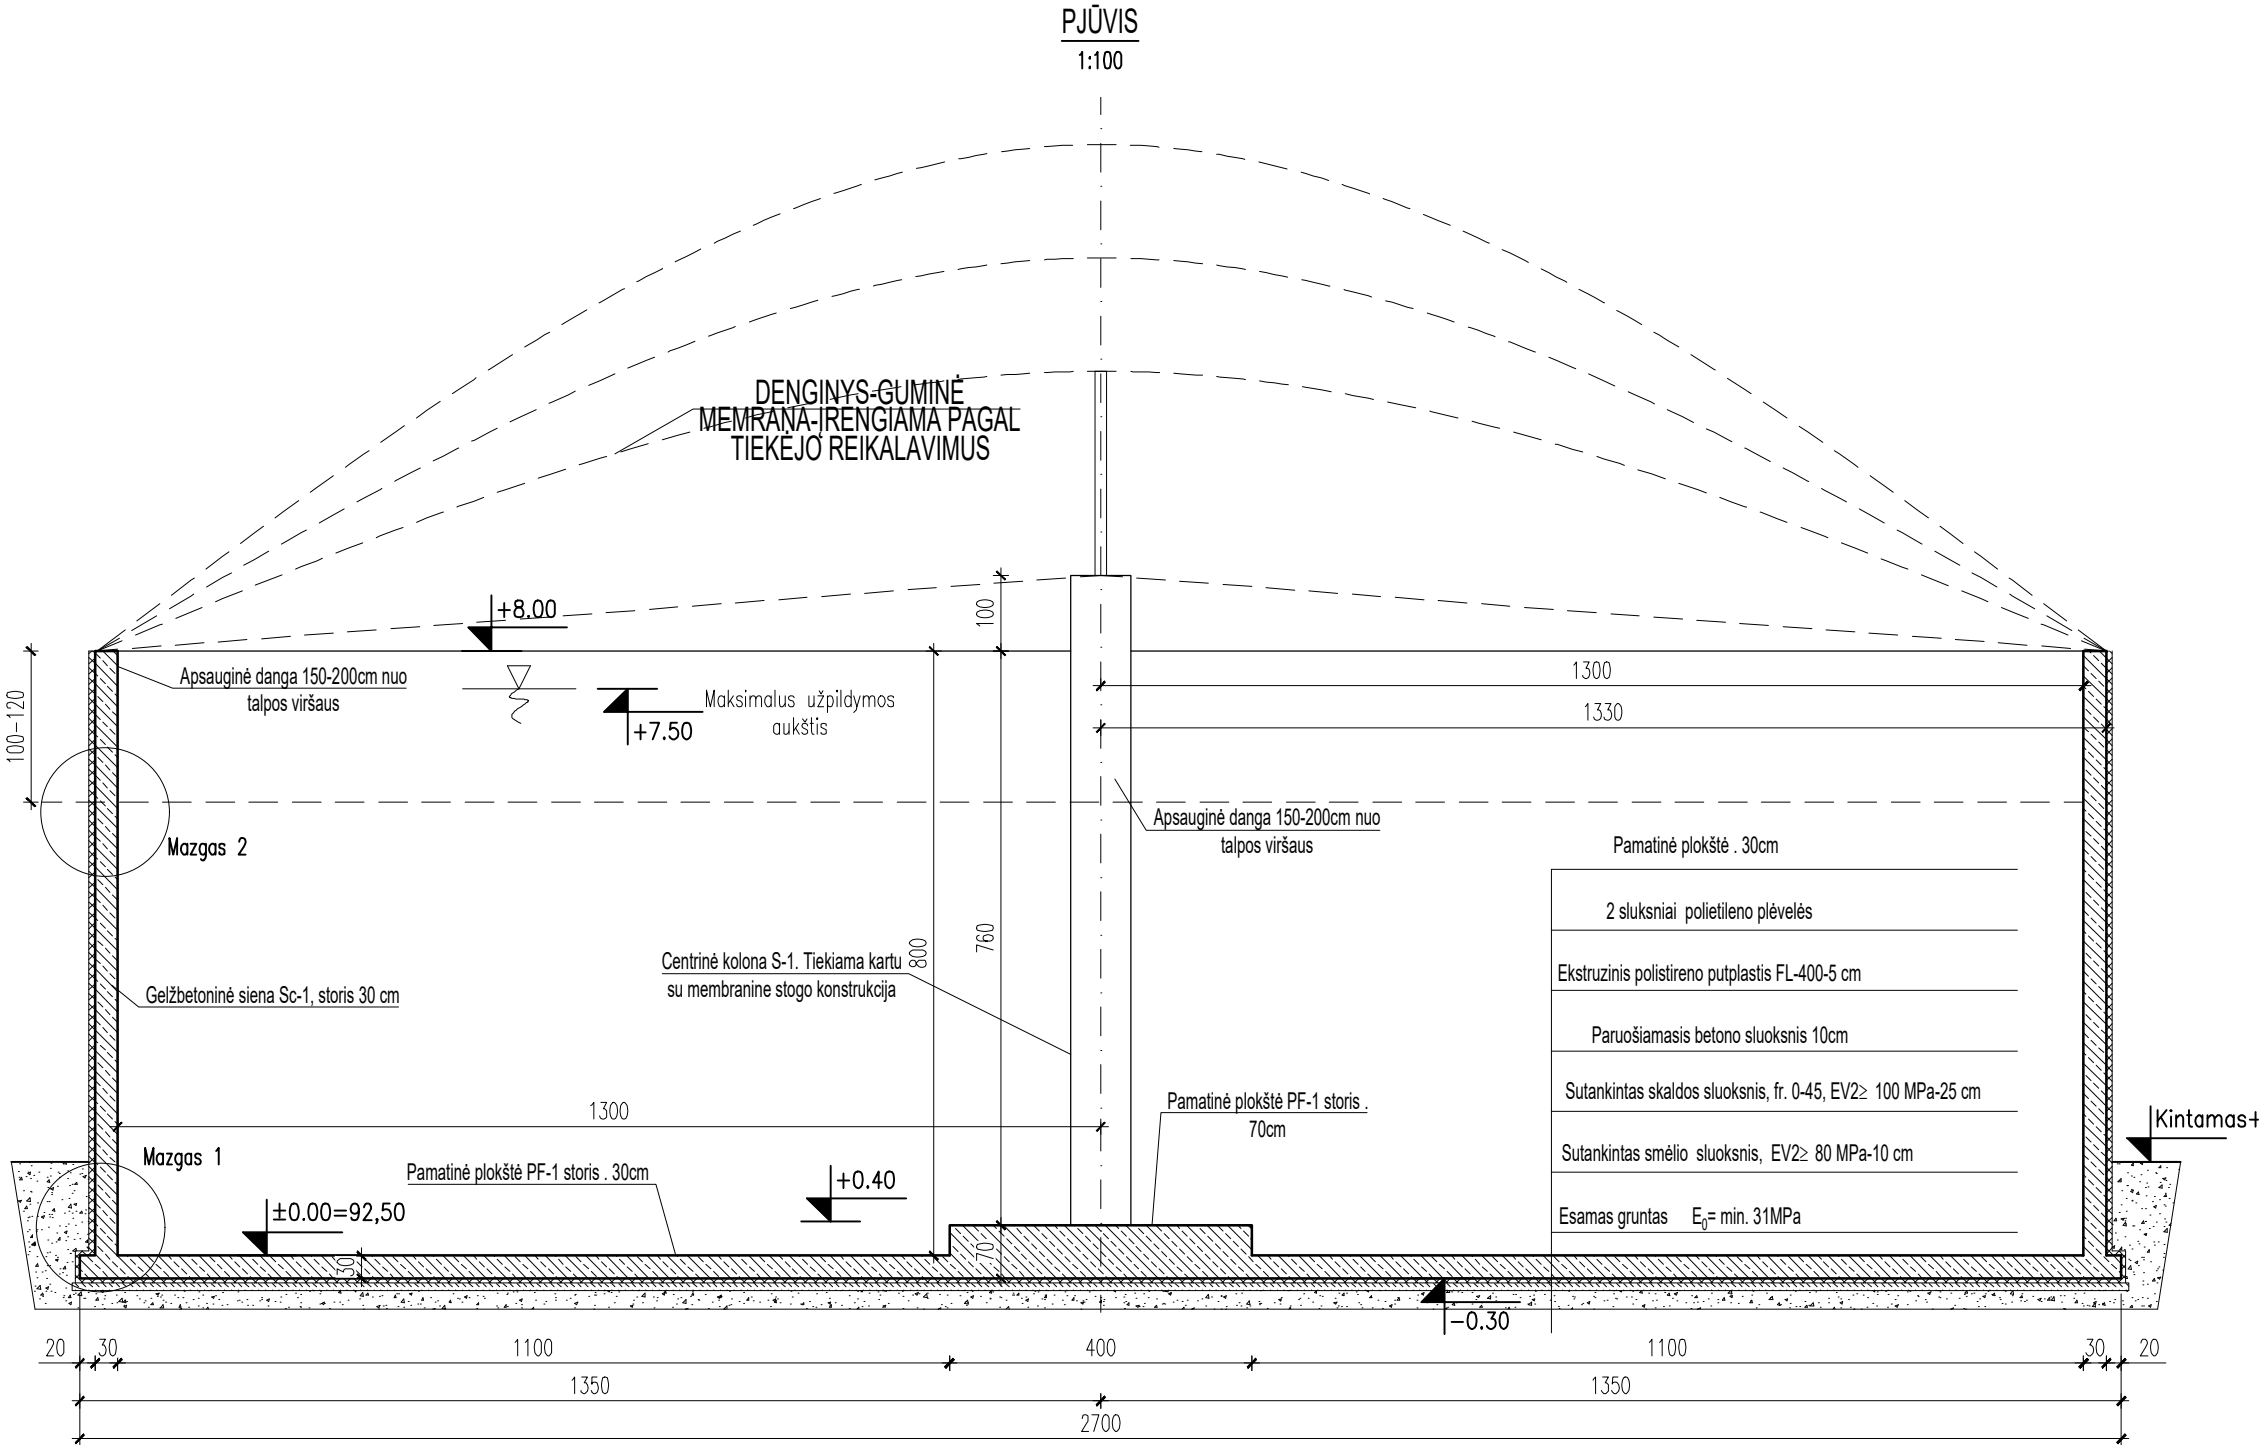 PJŪVIS
1:100
DENGINYS-GUMINĖ
MEMRANA-ĮRENGIAMA PAGAL
TIEKĖJO REIKALAVIMUS
+8.00
100
Apsauginė danga 150-200cm nuo
talpos viršaus
Maksimalus užpildymos
aukštis
+7.50
1300
1330
100-120
Mazgas 2
Apsauginė danga 150-200cm nuo
talpos viršaus
Pamatinė plokštė . 30cm
2 sluksniai polietileno plėvelės
Ekstruzinis polistireno putplastis FL-400-5 cm
Paruošiamasis betono sluoksnis 10cm
Sutankintas skaldos sluoksnis, fr. 0-45, EV2≥ 100 MPa-25 cm
Sutankintas smėlio sluoksnis, EV2≥ 80 MPa-10 cm
Esamas gruntas E0= min. 31MPa
800
760
Centrinė kolona S-1. Tiekiama kartu
su membranine stogo konstrukcija
Gelžbetoninė siena Sc-1, storis 30 cm
1300
Pamatinė plokštė PF-1 storis .
70cm
Kintamas+
Mazgas 1
Pamatinė plokštė PF-1 storis . 30cm
+0.40
±0.00=92,50
30
70
-0.30
20
30
1100
400
1100
30
20
1350
1350
2700